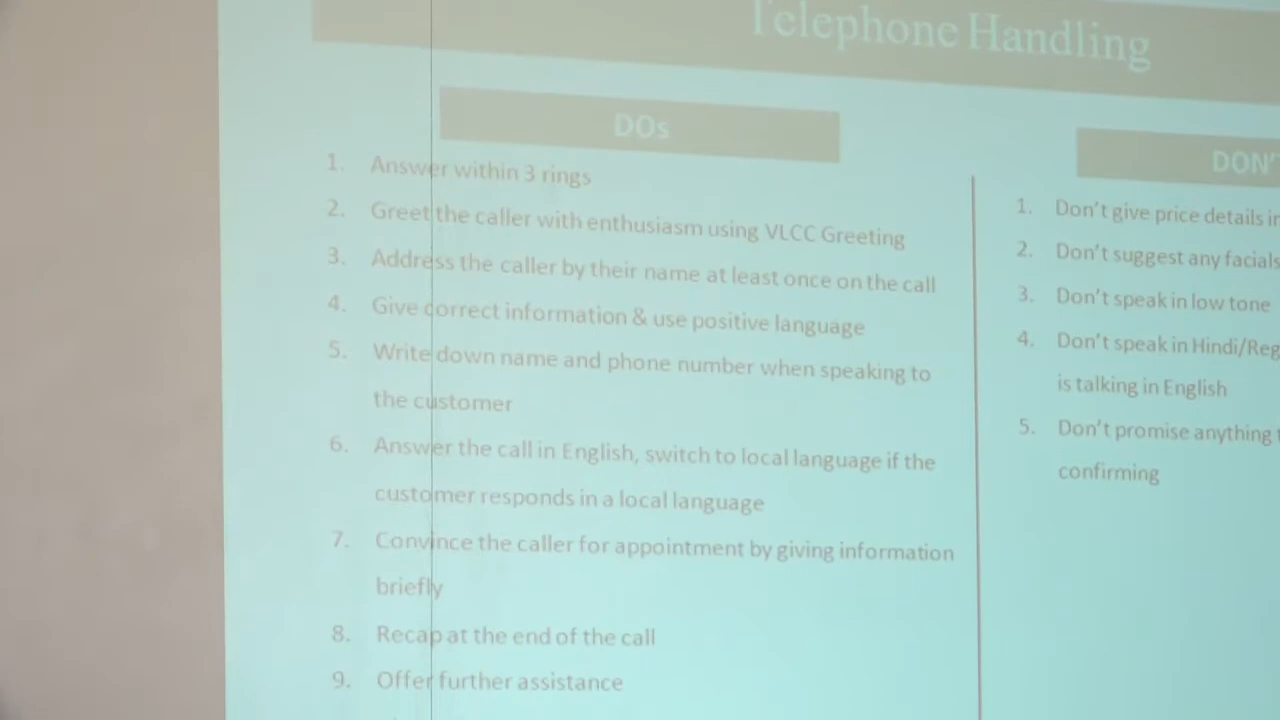 Telephone Handling
DOs
1. Answer within 3 rings
2. Greet the caller with enthusiasm using VLCC Greeting
3. Address the caller by their name at least once on the call
4. Give correct information & use positive language
5. Write down name and phone number when speaking to
the customer
6. Answer the call in English, switch to local language if the
customer responds in a local language
7. Convince the caller for appointment by giving information
briefly
8. Recap at the end of the call
9. Offer further assistance
DON'
1. Don't give price details
2. Don't suggest any facials
3. Don't speak in low tone
4. Don't speak in Hindi/Reg
is talking in English
5. Don't promise anything
confirming